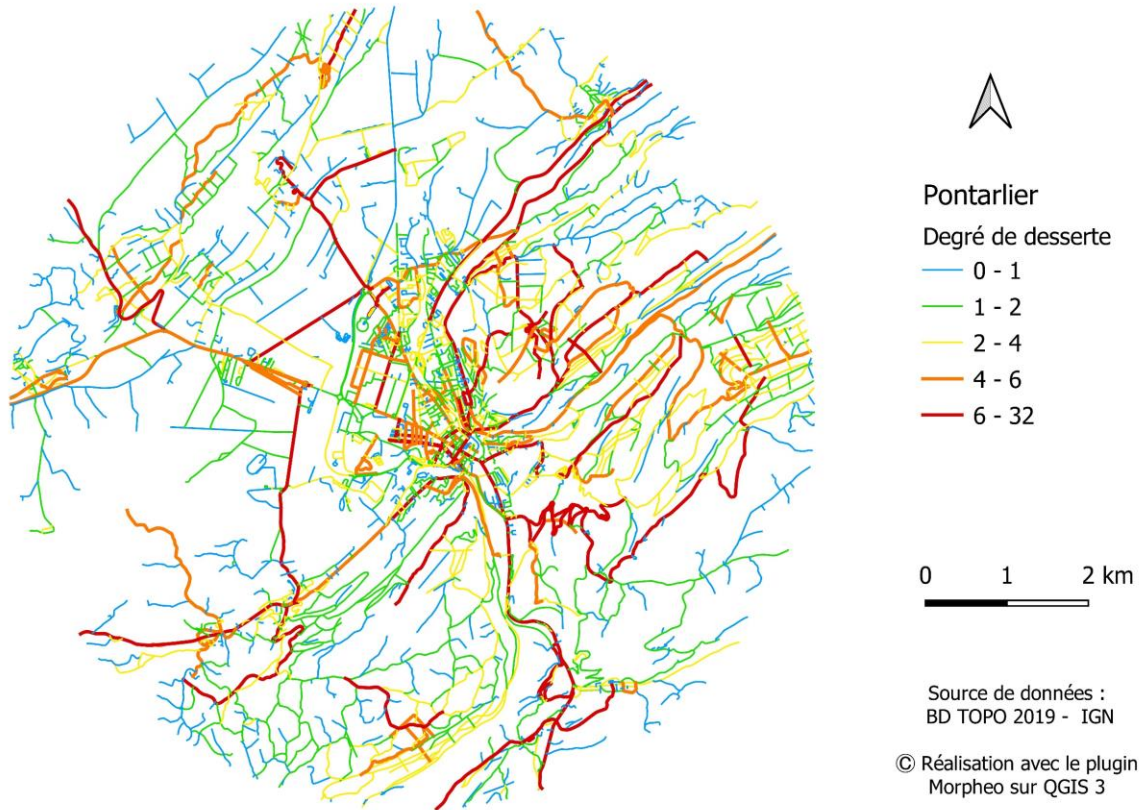 Pontarlier
Degré de desserte
0 - 1
1 - 2
2 - 4
4 - 6
6 - 32
0 1 2 km
Source de données :
BD TOPO 2019 - IGN
© Réalisation avec le plugin
Morpheo sur QGIS 3